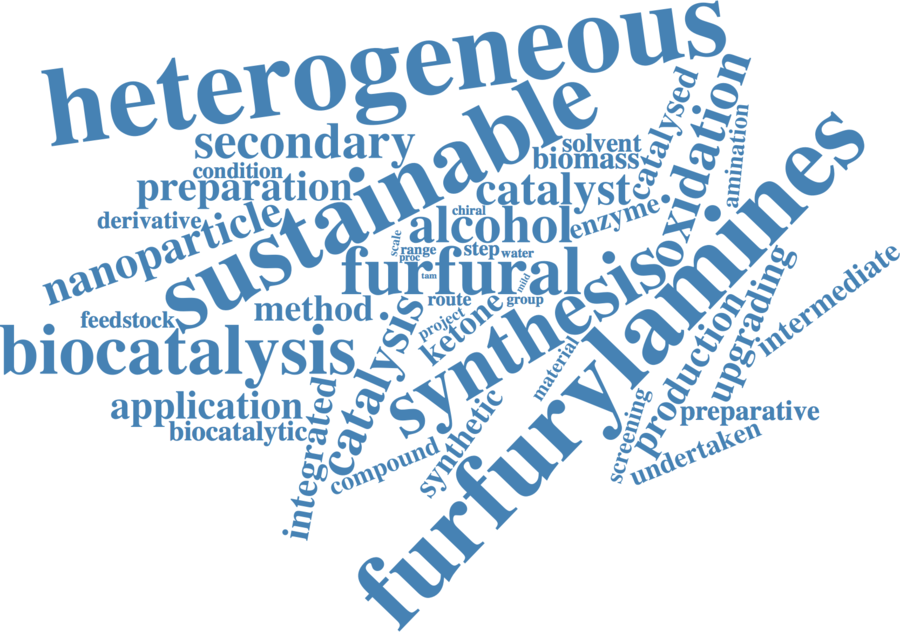 heterogeneous
secondary
solvent
catalysed
oxidation
biomass
condition
preparation
sustainable
catalyst
amination
derivative
nanoparticle
chiral
alcohol
enzyme
scale
range
step
water
proc
furfural
tam
mild
method
route
group
feedstock
project
ketone
synthesis
furfurylamines
upgrading
intermediate
biocatalysis
catalysis
material
production
application
biocatalytic
integrated
synthetic
compound
screening
preparative
undertaken